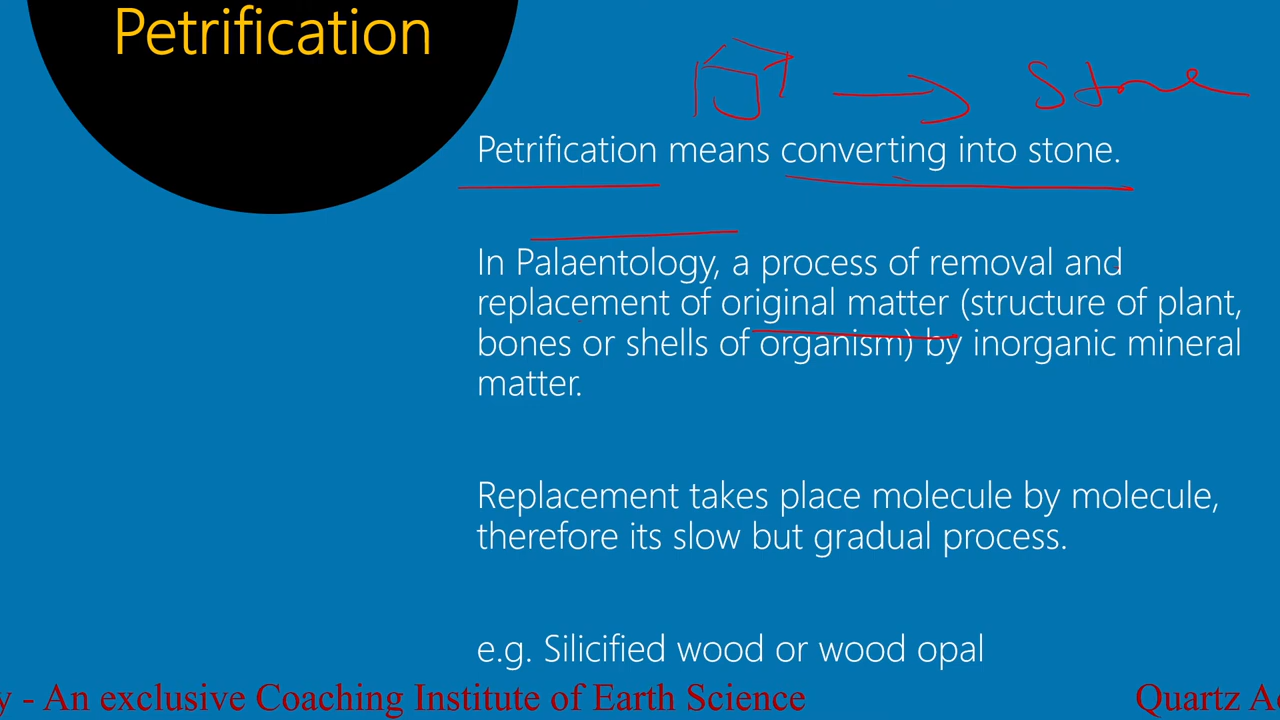 Petrification
Stone
Petrification means converting into stone.
In Palaentology, a process of removal and
replacement of original matter (structure of plant,
bones or shells of organism) by inorganic mineral
matter.
Replacement takes place molecule by molecule,
therefore its slow but gradual process.
e.g. Silicified wood or wood opal
y - An exclusive Coaching Institute of Earth Science
Quartz Ac